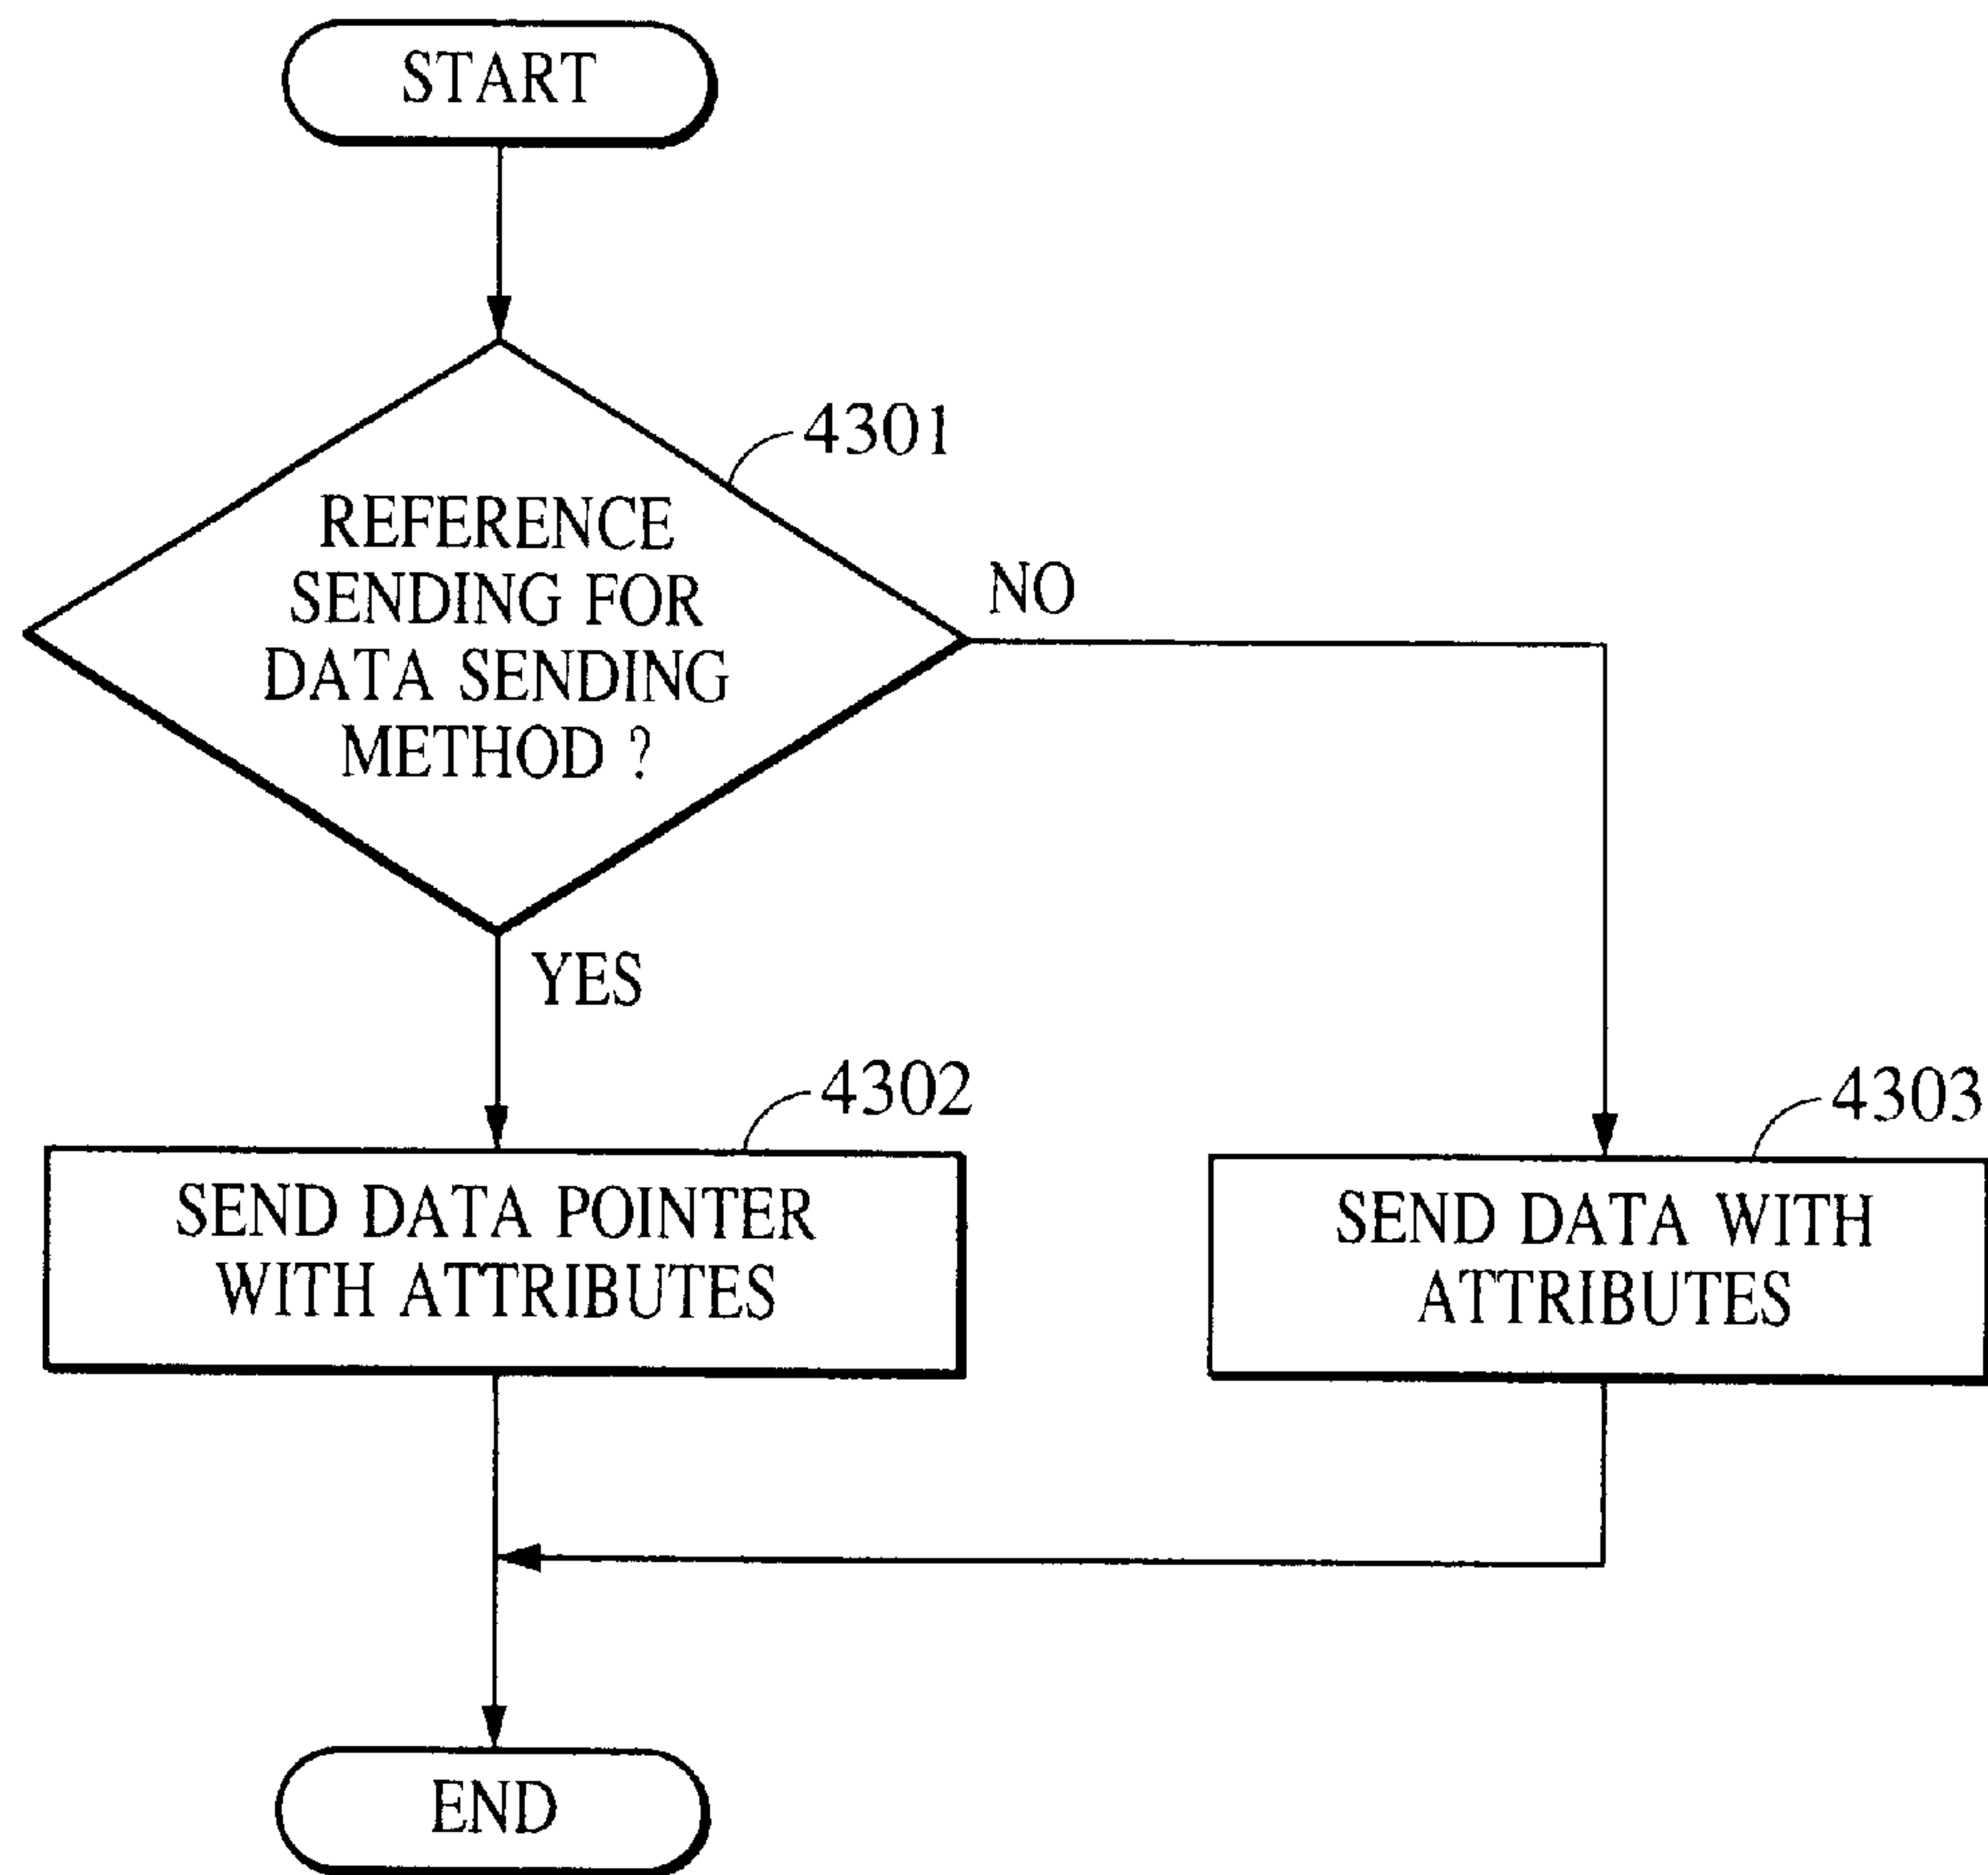 START
4301
REFERENCE
SENDING FOR
DATA SENDING
METHOD ?
NO
YES
4302
SEND DATA POINTER
WITH ATTRIBUTES
4303
SEND DATA WITH
ATTRIBUTES
END